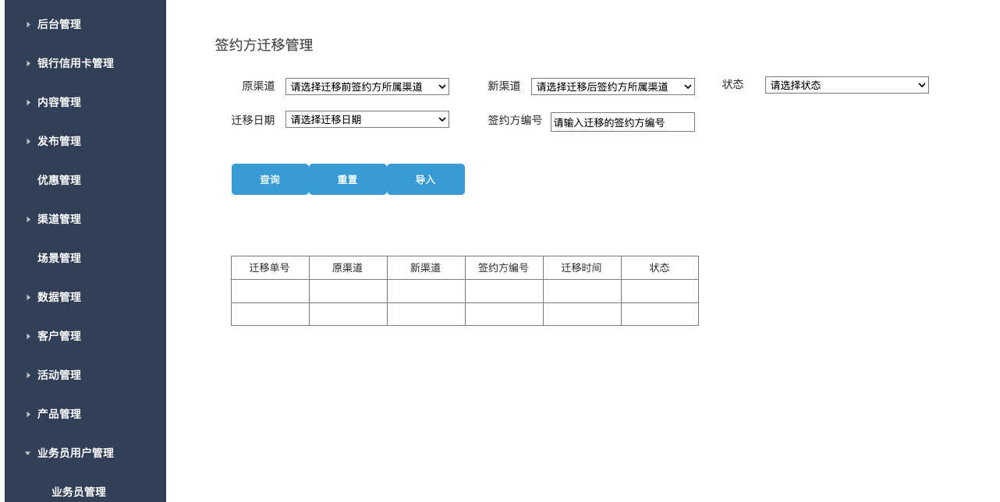 后台管理
银行信用卡管理
内容管理
发布管理
优惠管理
渠道管理
场景管理
数据管理
客户管理
活动管理
产品管理
业务员用户管理
业务员管理
签约方迁移管理
原渠道 请选择迁移前签约方所属渠道 新渠道 请选择迁移后签约方所属渠道 状态 请选择状态
迁移日期 请选择迁移日期 签约方编号 请输入迁移的签约方编号
查询 重置 导入
迁移单号 原渠道 新渠道 签约方编号 迁移时间 状态